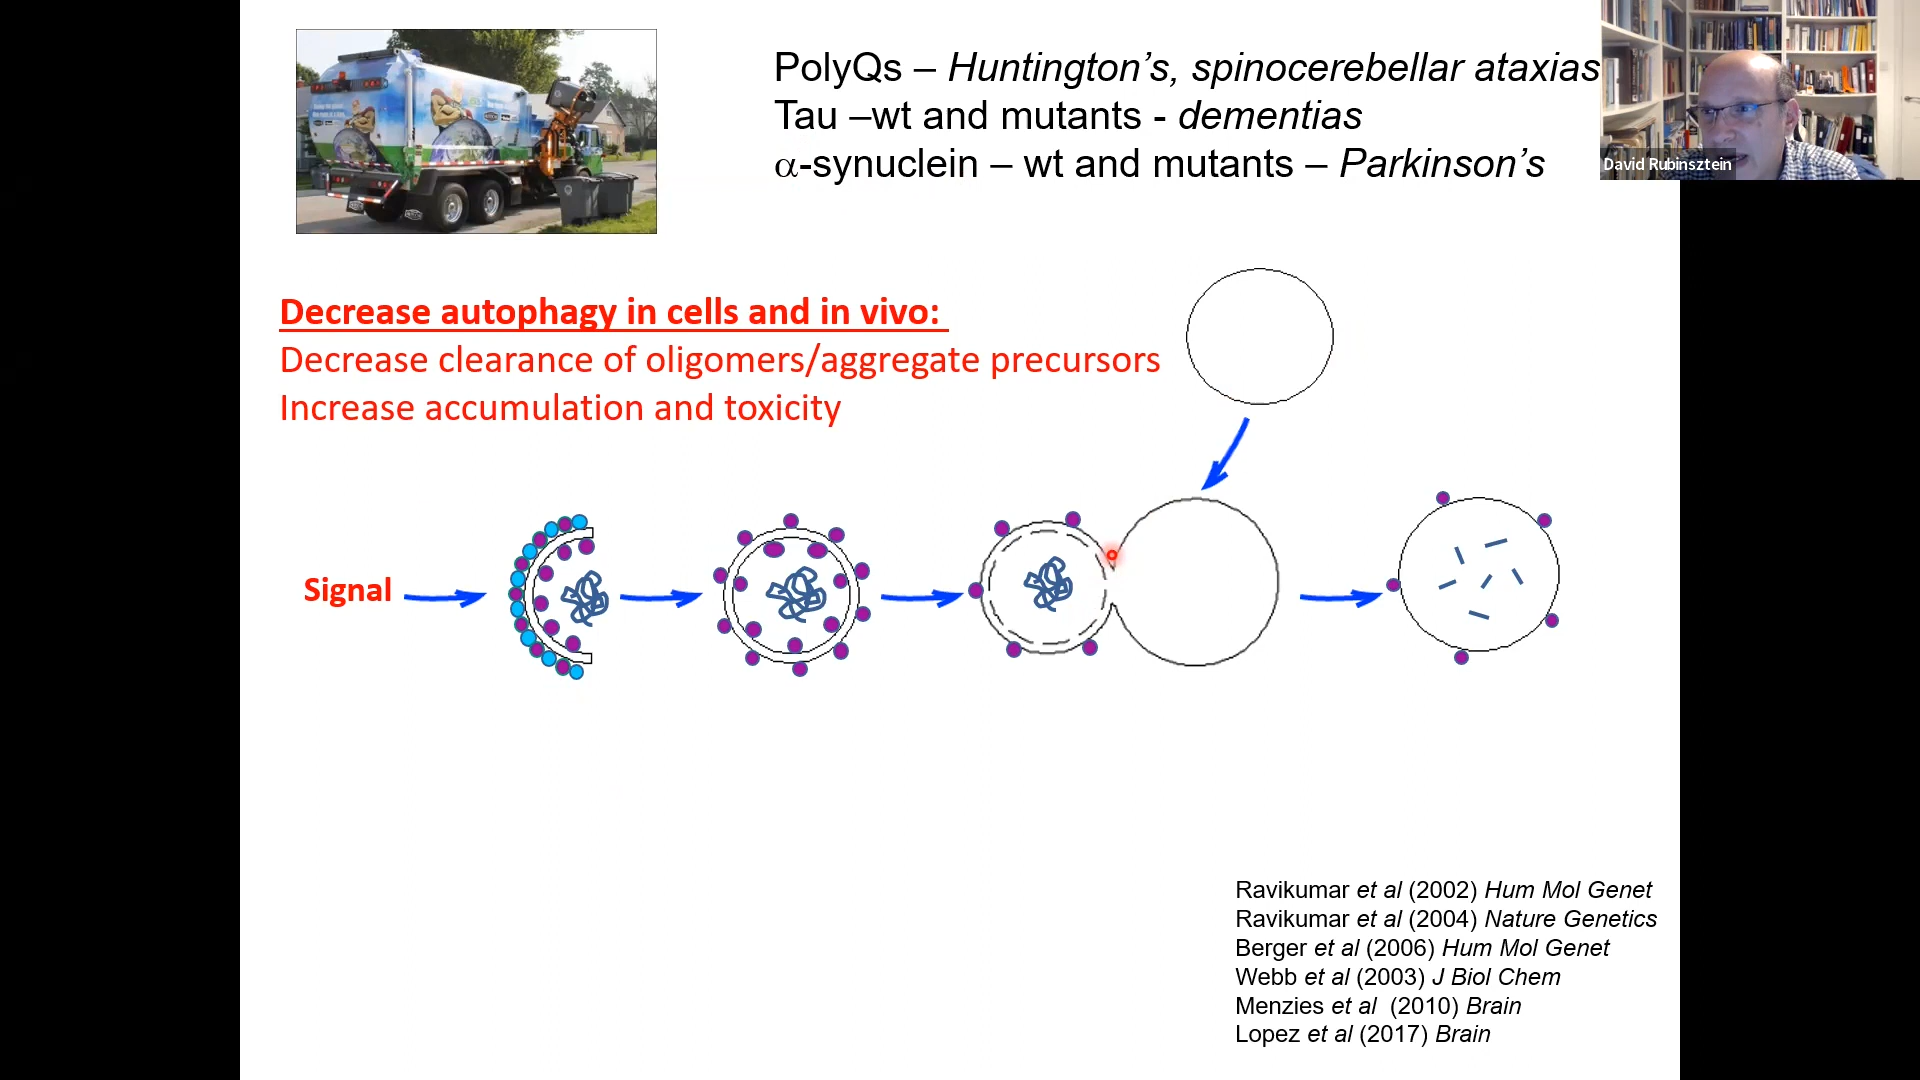 PolyQs – Huntington’s, spinocerebellar ataxias
Tau –wt and mutants - dementias
α-synuclein – wt and mutants – Parkinson’s
David Rubinsztein
Decrease autophagy in cells and in vivo:
Decrease clearance of oligomers/aggregate precursors
Increase accumulation and toxicity
Signal
Ravikumar et al (2002) Hum Mol Genet
Ravikumar et al (2004) Nature Genetics
Berger et al (2006) Hum Mol Genet
Webb et al (2003) J Biol Chem
Menzies et al (2010) Brain
Lopez et al (2017) Brain